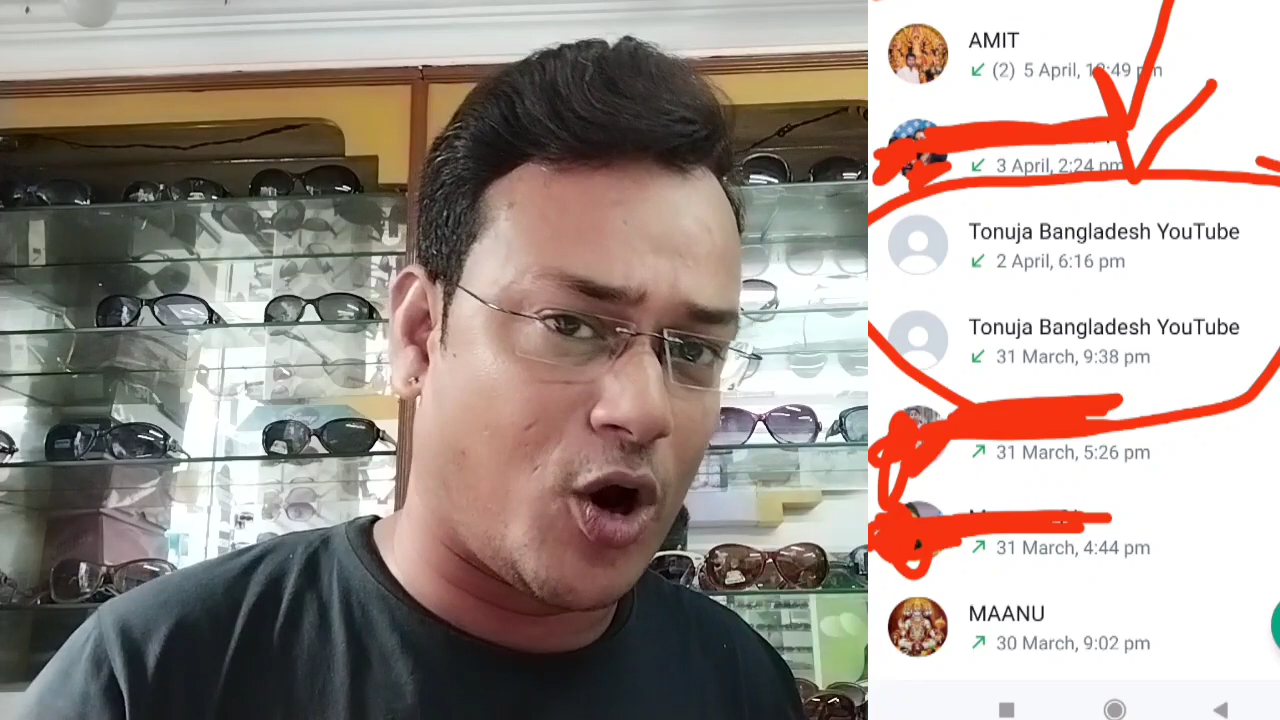 AMIT
(2) 5 April, 12:49 pm
3 April, 2:24 pm
Tonuja Bangladesh YouTube
2 April, 6:16 pm
Tonuja Bangladesh YouTube
31 March, 9:38 pm
31 March, 5:26 pm
31 March, 4:44 pm
MAANU
30 March, 9:02 pm